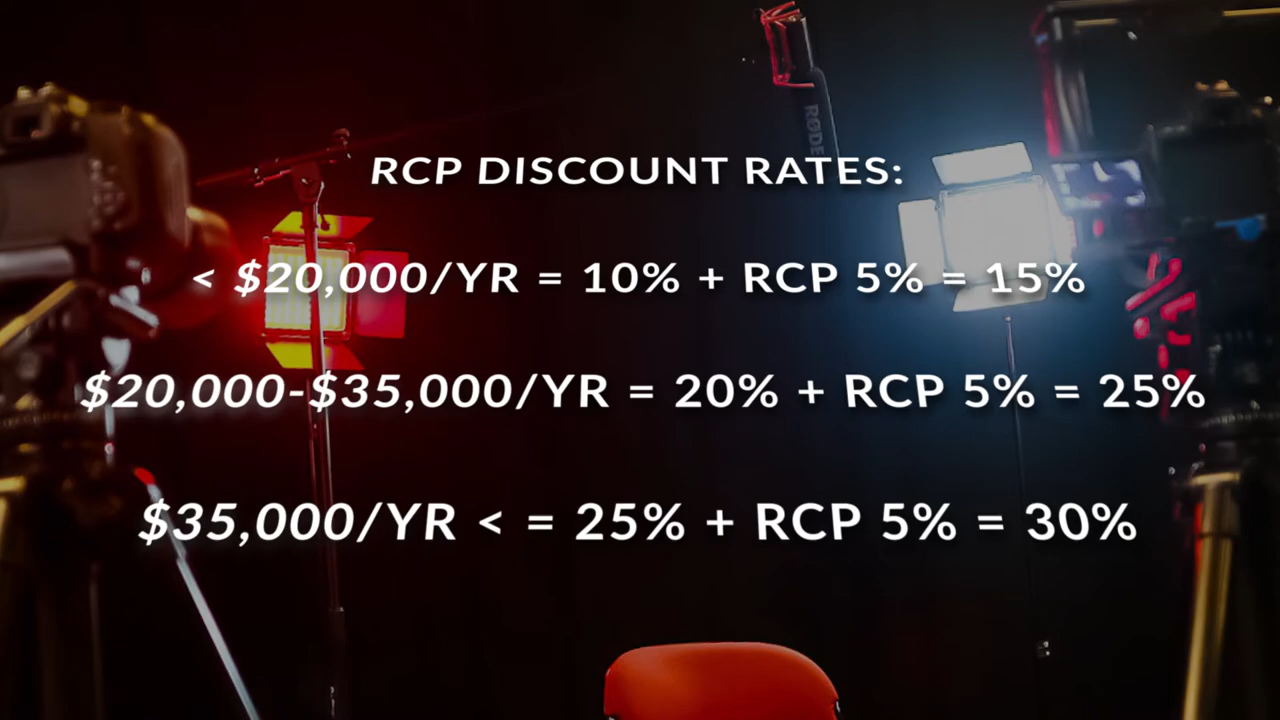 RØDE
RCP DISCOUNT RATES:
< $20,000/YR = 10% + RCP 5% = 15%
$20,000-$35,000/YR = 20% + RCP 5% = 25%
$35,000/YR < = 25% + RCP 5% = 30%